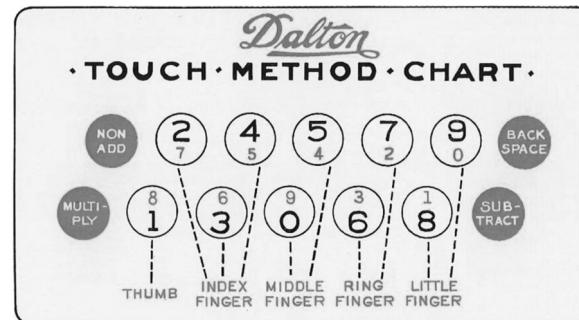 Dalton
· TOUCH · METHOD · CHART ·
NON ADD 2 7 4 5 5 4 7 2 9 0 BACK SPACE
MULTI-PLY 8 1 6 3 9 0 3 6 1 8 SUB-TRACT
THUMB INDEX FINGER MIDDLE FINGER RING FINGER LITTLE FINGER